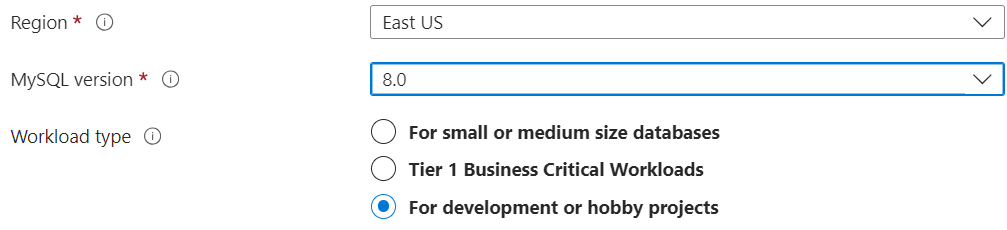 Region * East US
MySQL version * 8.0
Workload type For small or medium size databases
Tier 1 Business Critical Workloads
For development or hobby projects